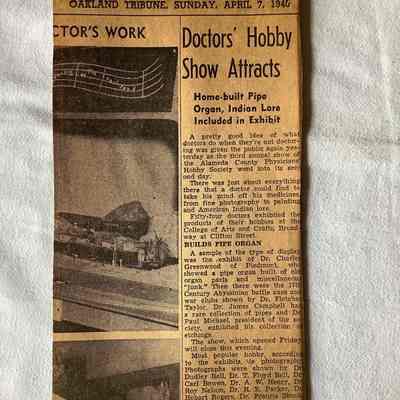 OAKLAND TRIBUNE, SUNDAY, APRIL 7, 1940
CTOR'S WORK
Doctors' Hobby
Show Attracts
Home-built Pipe
Organ, Indian Lore
Included in Exhibit
A pretty good idea of what
doctors do when they're not doctor-
ing was given the public again yes-
terday as the third annual show of
the Alameda County Physicians'
Hobby Society went into its sec-
ond day.
There was just about everything
there that a doctor could find to
take his mind off his medicines,
from fine photography to painting
and American Indian lore.
Fifty-four doctors exhibited the
products of their hobbies at the
College of Arts and Crafts, Broad-
way at Clifton Street.
BUILDS PIPE ORGAN
A sample of the type of display
was the exhibit of Dr. Charles
Greenwood of Piedmont, who
showed a pipe organ built of old
organ parts and miscellaneous
"junk." Then there were the 17th
Century Abyssinian battle axes and
war clubs shown by Dr. Fletcher
Taylor. Dr. James Campbell had
a rare collection of pipes and Dr.
Paul Michael, president of the so-
ciety, exhibited his collection of
etchings.
The show, which opened Friday,
will close this evening.
Most popular hobby, according
to the exhibits, is photography.
Photographs were shown by Dr.
Dudley Bell, Dr. T. Floyd Bell, Dr.
Carl Bowen, Dr. A. W. Henry, Dr.
Roy Nelson, Dr. H. E. Parker, Dr.
Hobart Rogers, Dr. Francis